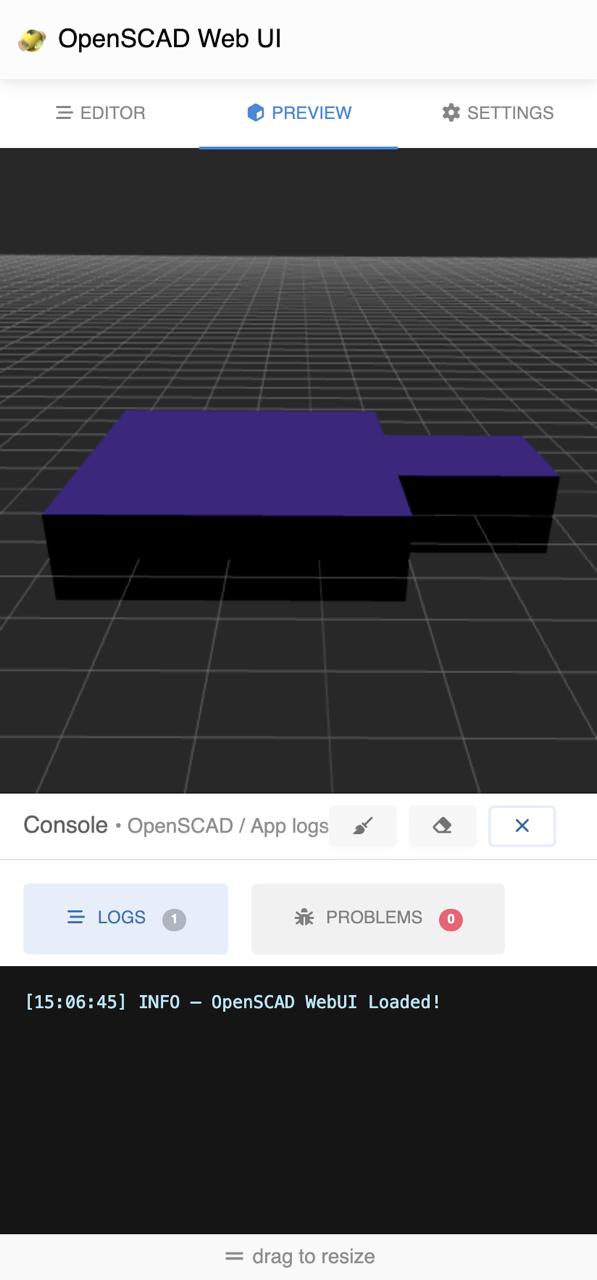 OpenSCAD Web UI
EDITOR
PREVIEW
SETTINGS
Console • OpenSCAD / App logs
LOGS 1
PROBLEMS 0
[15:06:45] INFO – OpenSCAD WebUI Loaded!
drag to resize